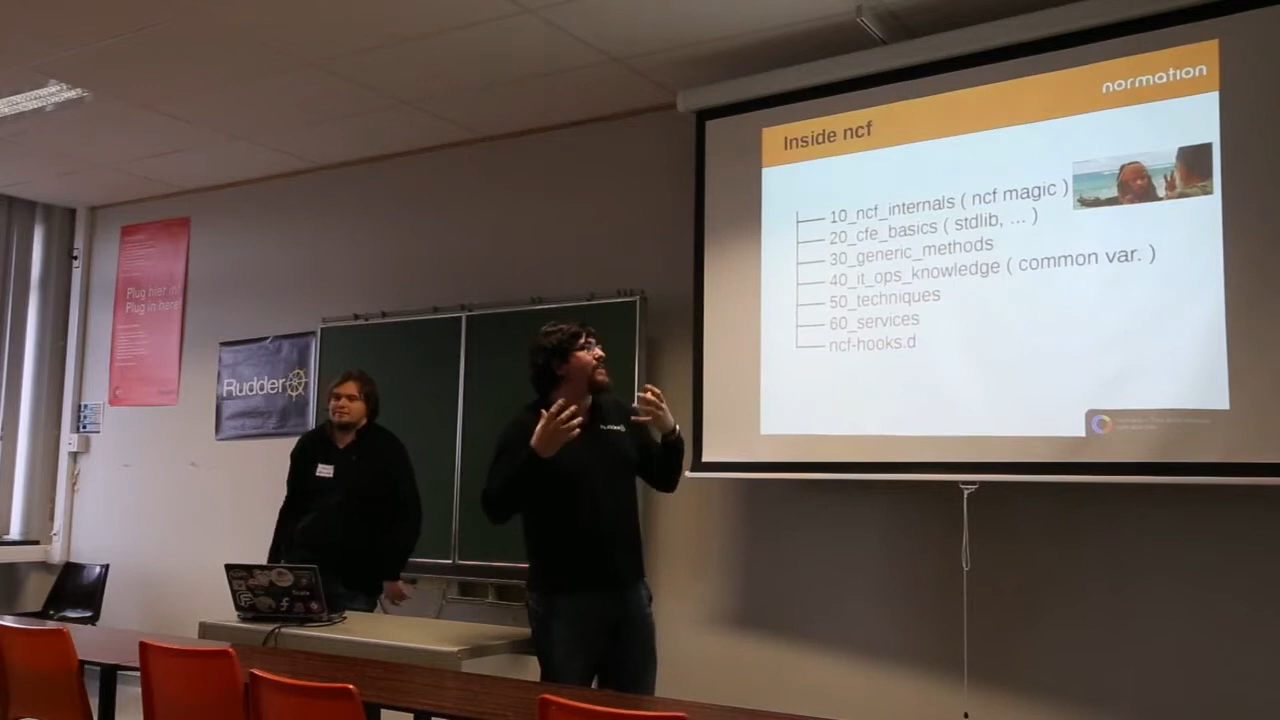 normation
Inside ncf
10_ncf_internals ( ncf magic )
20_cfe_basics ( stdlib, ... )
30_generic_methods
40_it_ops_knowledge ( common var. )
50_techniques
60_services
ncf-hooks.d
Plug hier in!
Plug in here!
Rudder